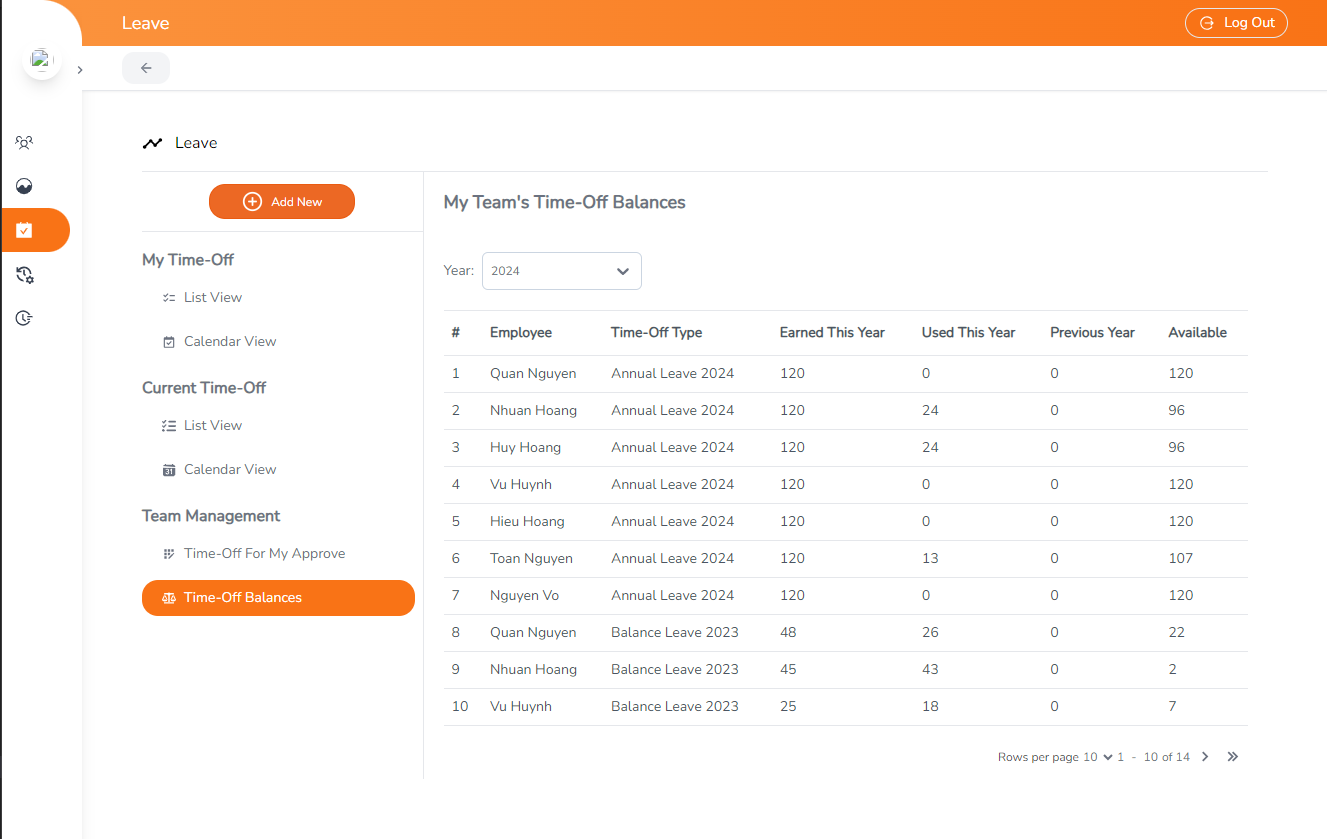 Leave
Log Out
Leave
Add New
My Time-Off
List View
Calendar View
Current Time-Off
List View
31 Calendar View
Team Management
Time-Off For My Approve
Time-Off Balances
My Team's Time-Off Balances
Year: 2024
# Employee Time-Off Type Earned This Year Used This Year Previous Year Available
1 Quan Nguyen Annual Leave 2024 120 0 0 120
2 Nhuan Hoang Annual Leave 2024 120 24 0 96
3 Huy Hoang Annual Leave 2024 120 24 0 96
4 Vu Huynh Annual Leave 2024 120 0 0 120
5 Hieu Hoang Annual Leave 2024 120 0 0 120
6 Toan Nguyen Annual Leave 2024 120 13 0 107
7 Nguyen Vo Annual Leave 2024 120 0 0 120
8 Quan Nguyen Balance Leave 2023 48 26 0 22
9 Nhuan Hoang Balance Leave 2023 45 43 0 2
10 Vu Huynh Balance Leave 2023 25 18 0 7
Rows per page 10 1 - 10 of 14